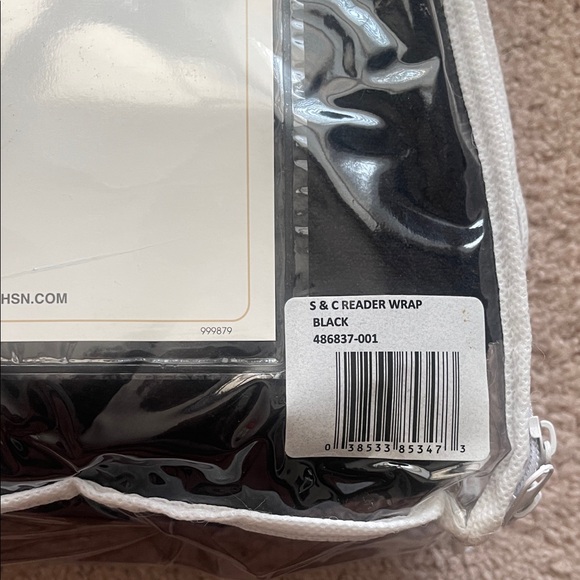 HSN.COM
999879
S & C READER WRAP
BLACK
486837-001
0 38533 85347 3